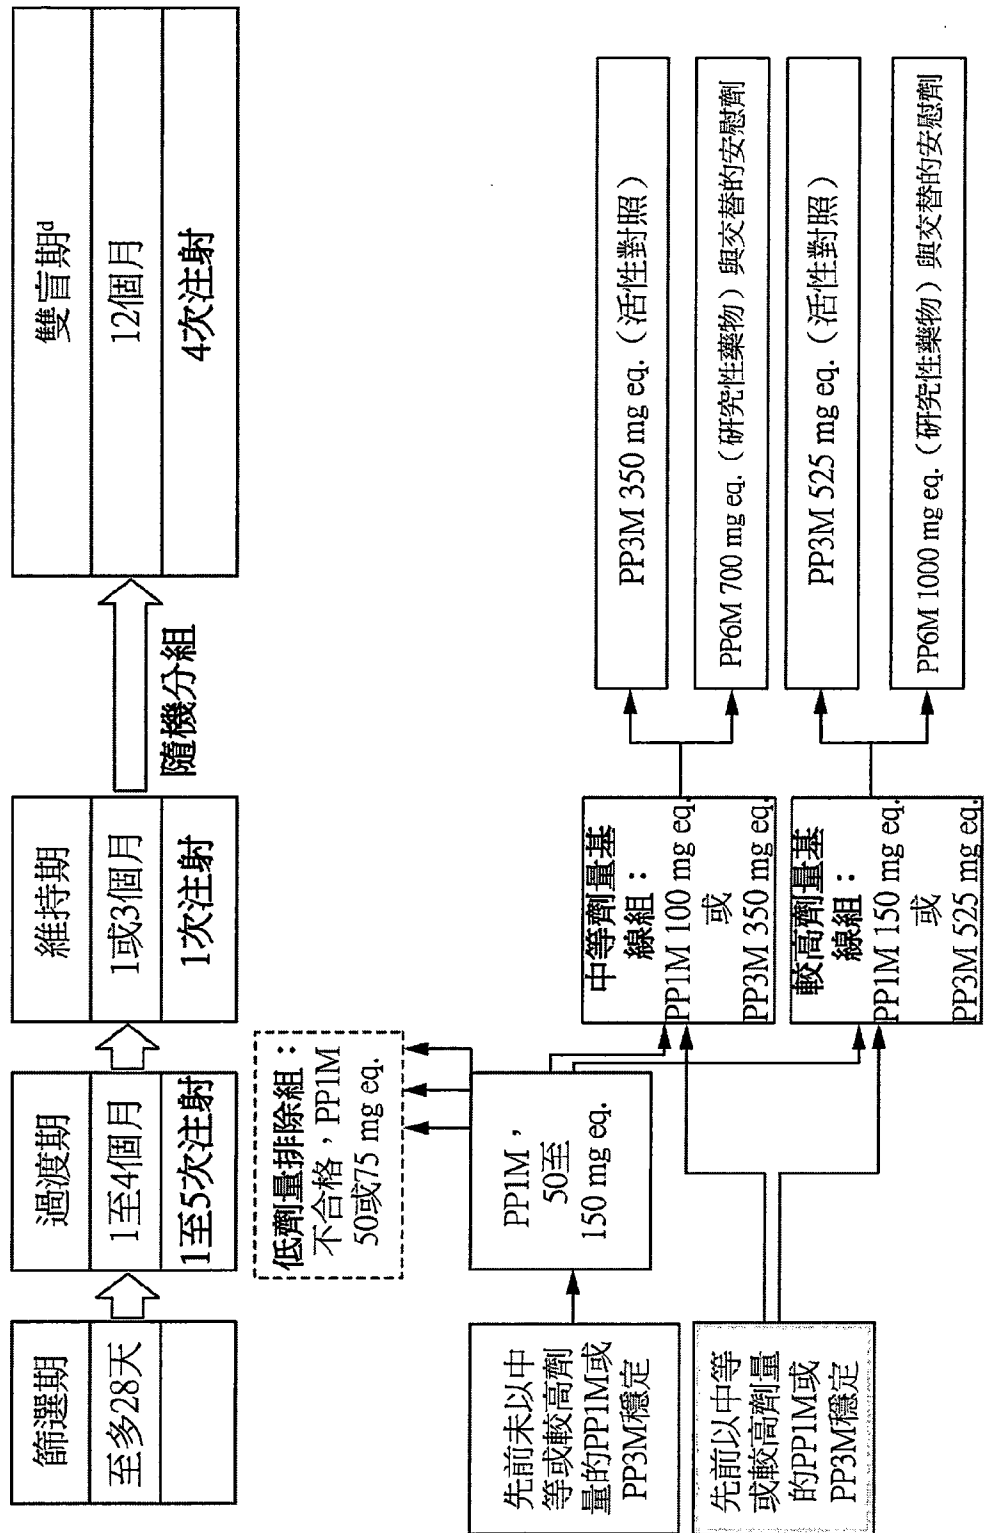 篩選期
至多28天
過渡期
1至4個月
1至5次注射
維持期
1或3個月
1次注射
隨機分組
雙盲期d
12個月
4次注射
低劑量排除組：
不合格，PP1M
50或75 mg eq.
先前未以中
等或較高劑
量的PP1M或
PP3M穩定
PP1M，
50至
150 mg eq.
先前以中等
或較高劑量
的PP1M或
PP3M穩定
中等劑量基
線組：
PP1M 100 mg eq.
或
PP3M 350 mg eq.
較高劑量基
線組：
PP1M 150 mg eq.
或
PP3M 525 mg eq.
PP3M 350 mg eq.（活性對照）
PP6M 700 mg eq.（研究性藥物）與交替的安慰劑
PP3M 525 mg eq.（活性對照）
PP6M 1000 mg eq.（研究性藥物）與交替的安慰劑